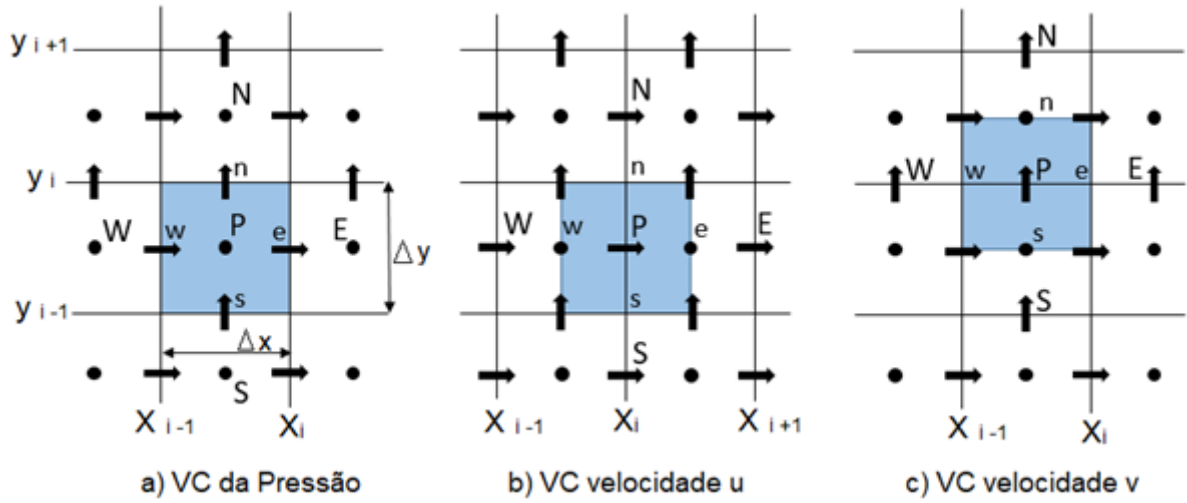 y i+1
N
y i
n
W
w
P
e
E
Δy
y i-1
s
Δx
S
X i-1
Xi
a) VC da Pressão
N
n
W
w
P
e
E
s
S
X i-1
Xi
X i+1
b) VC velocidade u
N
n
W
w
P
e
E
s
S
X i-1
Xi
c) VC velocidade v